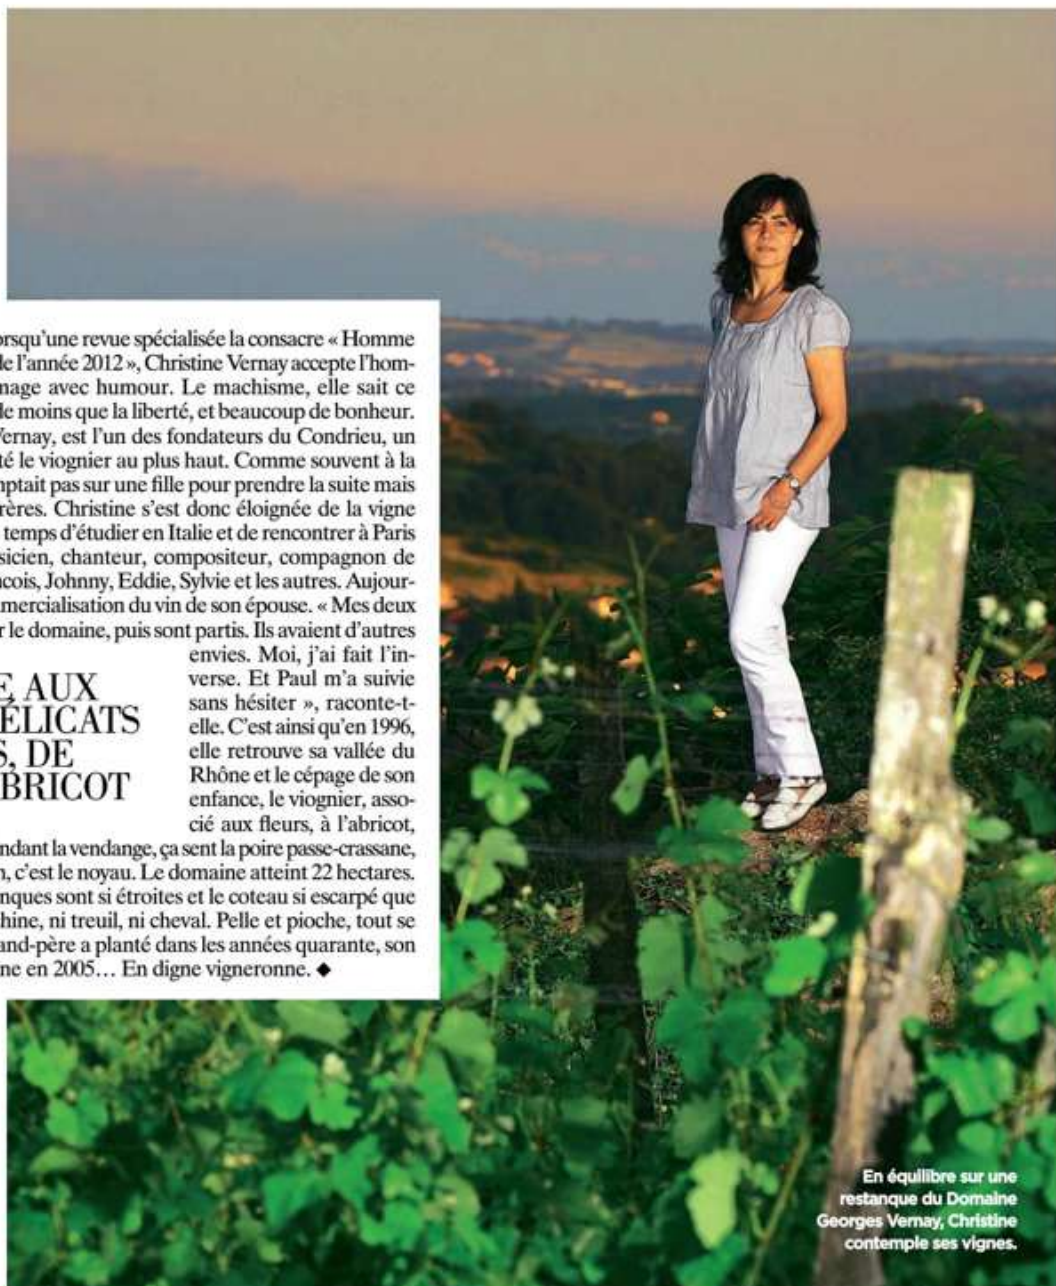 orsqu'une revue spécialisée la consacre « Homme
de l'année 2012 », Christine Vernay accepte l'hom-
mage avec humour. Le machisme, elle sait ce
de moins que la liberté, et beaucoup de bonheur.
Vernay, est l'un des fondateurs du Condrieu, un
té le viognier au plus haut. Comme souvent à la
mptait pas sur une fille pour prendre la suite mais
rères. Christine s'est donc éloignée de la vigne
temps d'étudier en Italie et de rencontrer à Paris
sicien, chanteur, compositeur, compagnon de
ncois, Johnny, Eddie, Sylvie et les autres. Aujour-
mmercialisation du vin de son épouse. « Mes deux
r le domaine, puis sont partis. Ils avaient d'autres
envies. Moi, j'ai fait l'in-
verse. Et Paul m'a suivie
sans hésiter », raconte-t-
elle. C'est ainsi qu'en 1996,
elle retrouve sa vallée du
Rhône et le cépage de son
enfance, le viognier, asso-
cié aux fleurs, à l'abricot,
E AUX
ÉLICATS
S, DE
BRICOT
ndant la vendange, ça sent la poire passe-crassane,
n, c'est le noyau. Le domaine atteint 22 hectares.
nques sont si étroites et le coteau si escarpé que
chine, ni treuil, ni cheval. Pelle et pioche, tout se
and-père a planté dans les années quarante, son
ne en 2005... En digne vigneronne. ◆
En équilibre sur une
restanque du Domaine
Georges Vernay, Christine
contemple ses vignes.